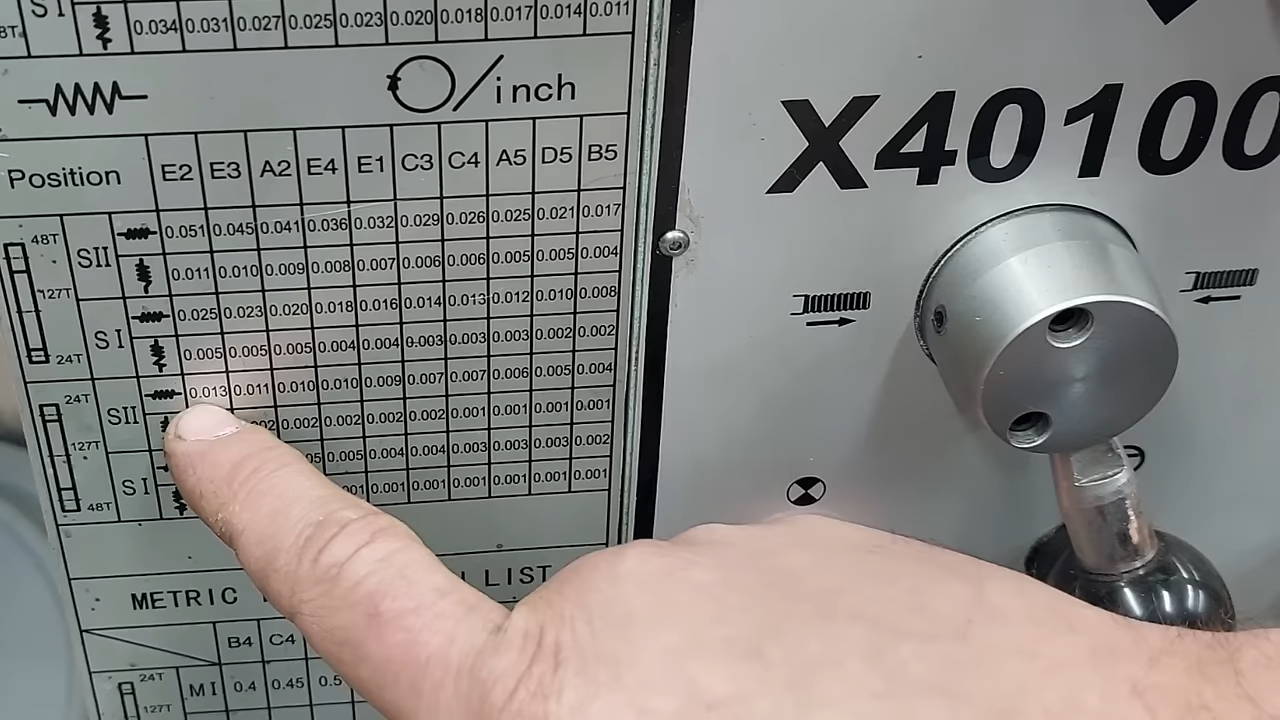 8T S I 0.034 0.031 0.027 0.025 0.023 0.020 0.018 0.017 0.014 0.011
/inch
Position E2 E3 A2 E4 E1 C3 C4 A5 D5 B5
48T 127T 24T SII 0.051 0.045 0.041 0.036 0.032 0.029 0.026 0.025 0.021 0.017
0.011 0.010 0.009 0.008 0.007 0.006 0.006 0.005 0.005 0.004
S I 0.025 0.023 0.020 0.018 0.016 0.014 0.013 0.012 0.010 0.008
0.005 0.005 0.005 0.004 0.004 0.003 0.003 0.003 0.002 0.002
24T 127T 48T SII 0.013 0.011 0.010 0.010 0.009 0.007 0.007 0.006 0.005 0.004
0.002 0.002 0.002 0.002 0.001 0.001 0.001 0.001
S I 0.005 0.004 0.004 0.003 0.003 0.003 0.002
0.001 0.001 0.001 0.001 0.001 0.001
METRIC LIST
B4 C4
24T 127T M I 0.4 0.45 0.5
X40100